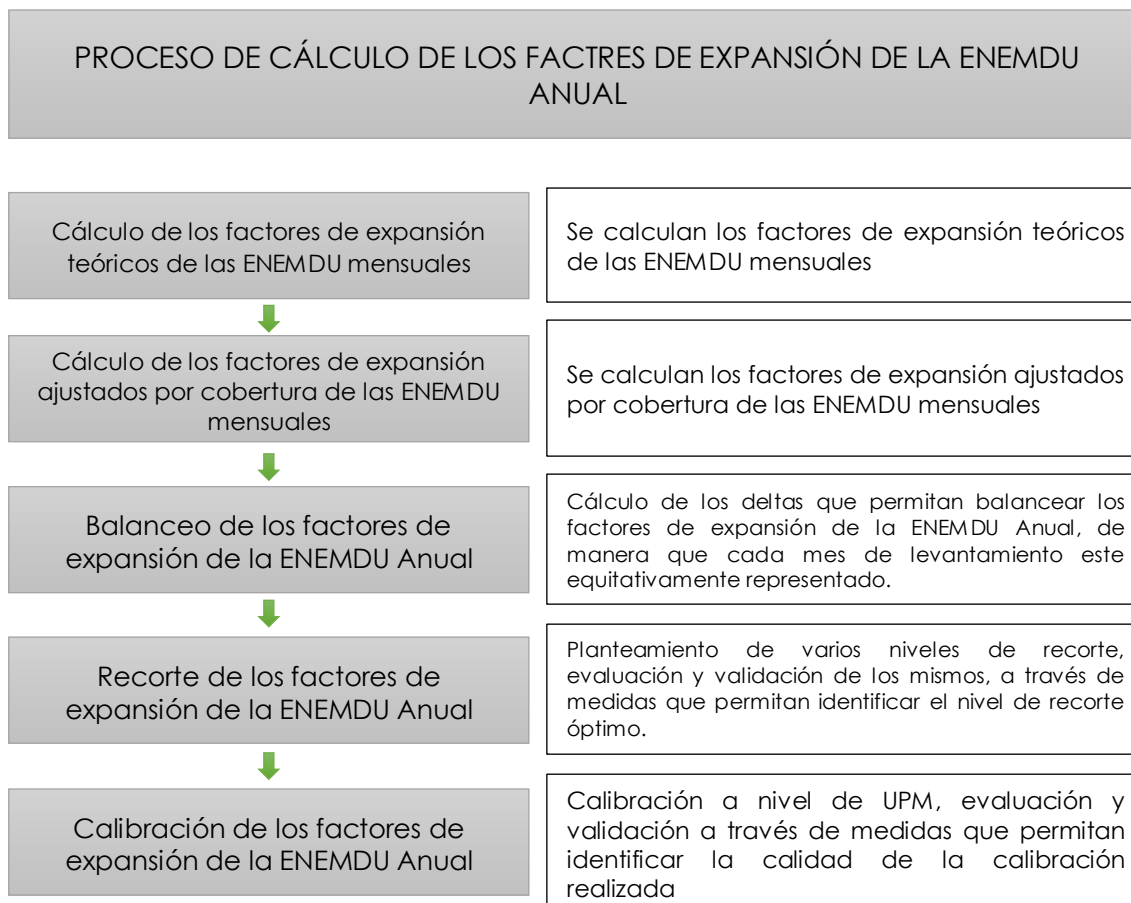 PROCESO DE CÁLCULO DE LOS FACTRES DE EXPANSIÓN DE LA ENEMDU
ANUAL
Cálculo de los factores de expansión
teóricos de las ENEMDU mensuales
Se calculan los factores de expansión teóricos
de las ENEMDU mensuales
Cálculo de los factores de expansión
ajustados por cobertura de las ENEMDU
mensuales
Se calculan los factores de expansión ajustados
por cobertura de las ENEMDU mensuales
Balanceo de los factores de
expansión de la ENEMDU Anual
Cálculo de los deltas que permitan balancear los
factores de expansión de la ENEMDU Anual, de
manera que cada mes de levantamiento este
equitativamente representado.
Recorte de los factores de
expansión de la ENEMDU Anual
Planteamiento de varios niveles de recorte,
evaluación y validación de los mismos, a través de
medidas que permitan identificar el nivel de recorte
óptimo.
Calibración de los factores de
expansión de la ENEMDU Anual
Calibración a nivel de UPM, evaluación y
validación a través de medidas que permitan
identificar la calidad de la calibración
realizada